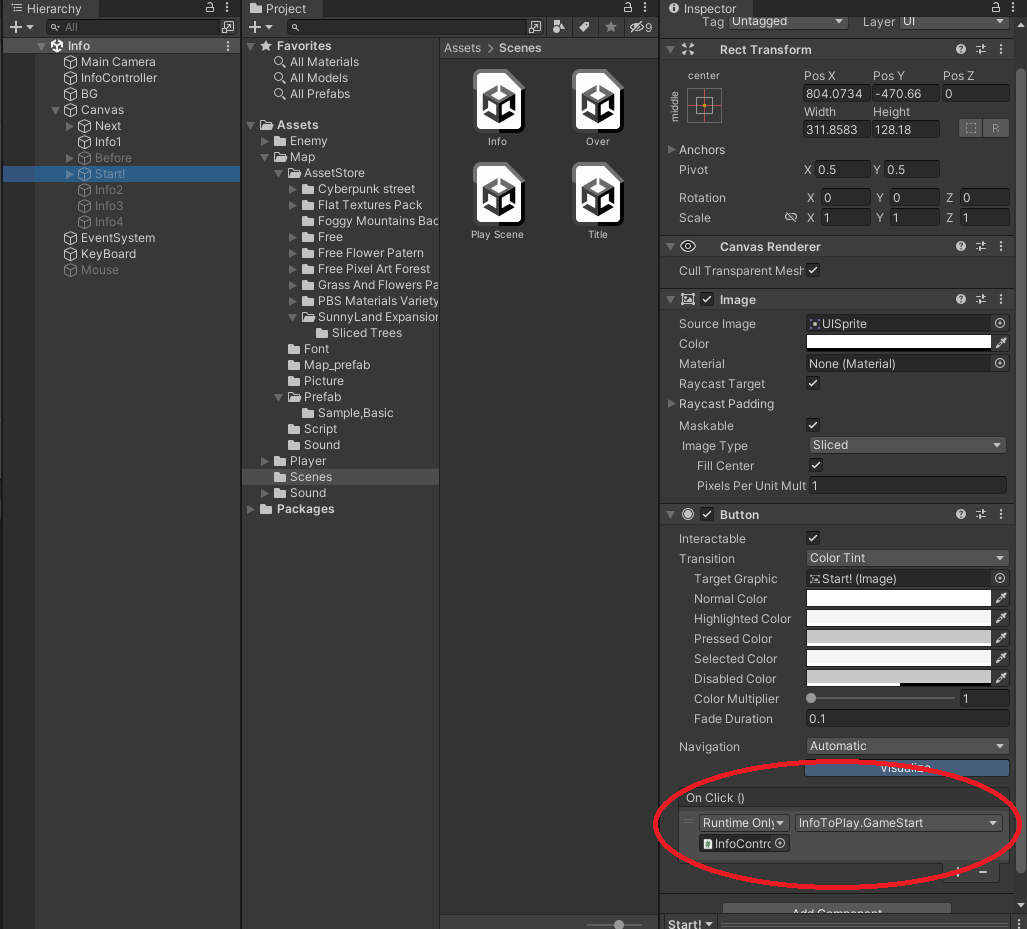 Hierarchy
All
Info
Main Camera
InfoController
BG
Canvas
Next
Info1
Before
Start!
Info2
Info3
Info4
EventSystem
KeyBoard
Mouse
Project
9
Favorites
All Materials
All Models
All Prefabs
Assets
Enemy
Map
AssetStore
Cyberpunk street
Flat Textures Pack
Foggy Mountains Bac
Free
Free Flower Patern
Free Pixel Art Forest
Grass And Flowers Pa
PBS Materials Variety
SunnyLand Expansion
Sliced Trees
Font
Map_prefab
Picture
Prefab
Sample,Basic
Script
Sound
Player
Scenes
Sound
Packages
Assets > Scenes
Info
Over
Play Scene
Title
Inspector
Tag Untagged Layer UI
Rect Transform
center
middle
Pos X Pos Y Pos Z
804.0734 -470.66 0
Width Height
311.8583 128.18
R
Anchors
Pivot X 0.5 Y 0.5
Rotation X 0 Y 0 Z 0
Scale X 1 Y 1 Z 1
Canvas Renderer
Cull Transparent Mesh
Image
Source Image UISprite
Color
Material None (Material)
Raycast Target
Raycast Padding
Maskable
Image Type Sliced
Fill Center
Pixels Per Unit Mult 1
Button
Interactable
Transition Color Tint
Target Graphic Start! (Image)
Normal Color
Highlighted Color
Pressed Color
Selected Color
Disabled Color
Color Multiplier 1
Fade Duration 0.1
Navigation Automatic
Visualize
On Click ()
Runtime Only InfoToPlay.GameStart
InfoContro
+ −
Add Component
Start!